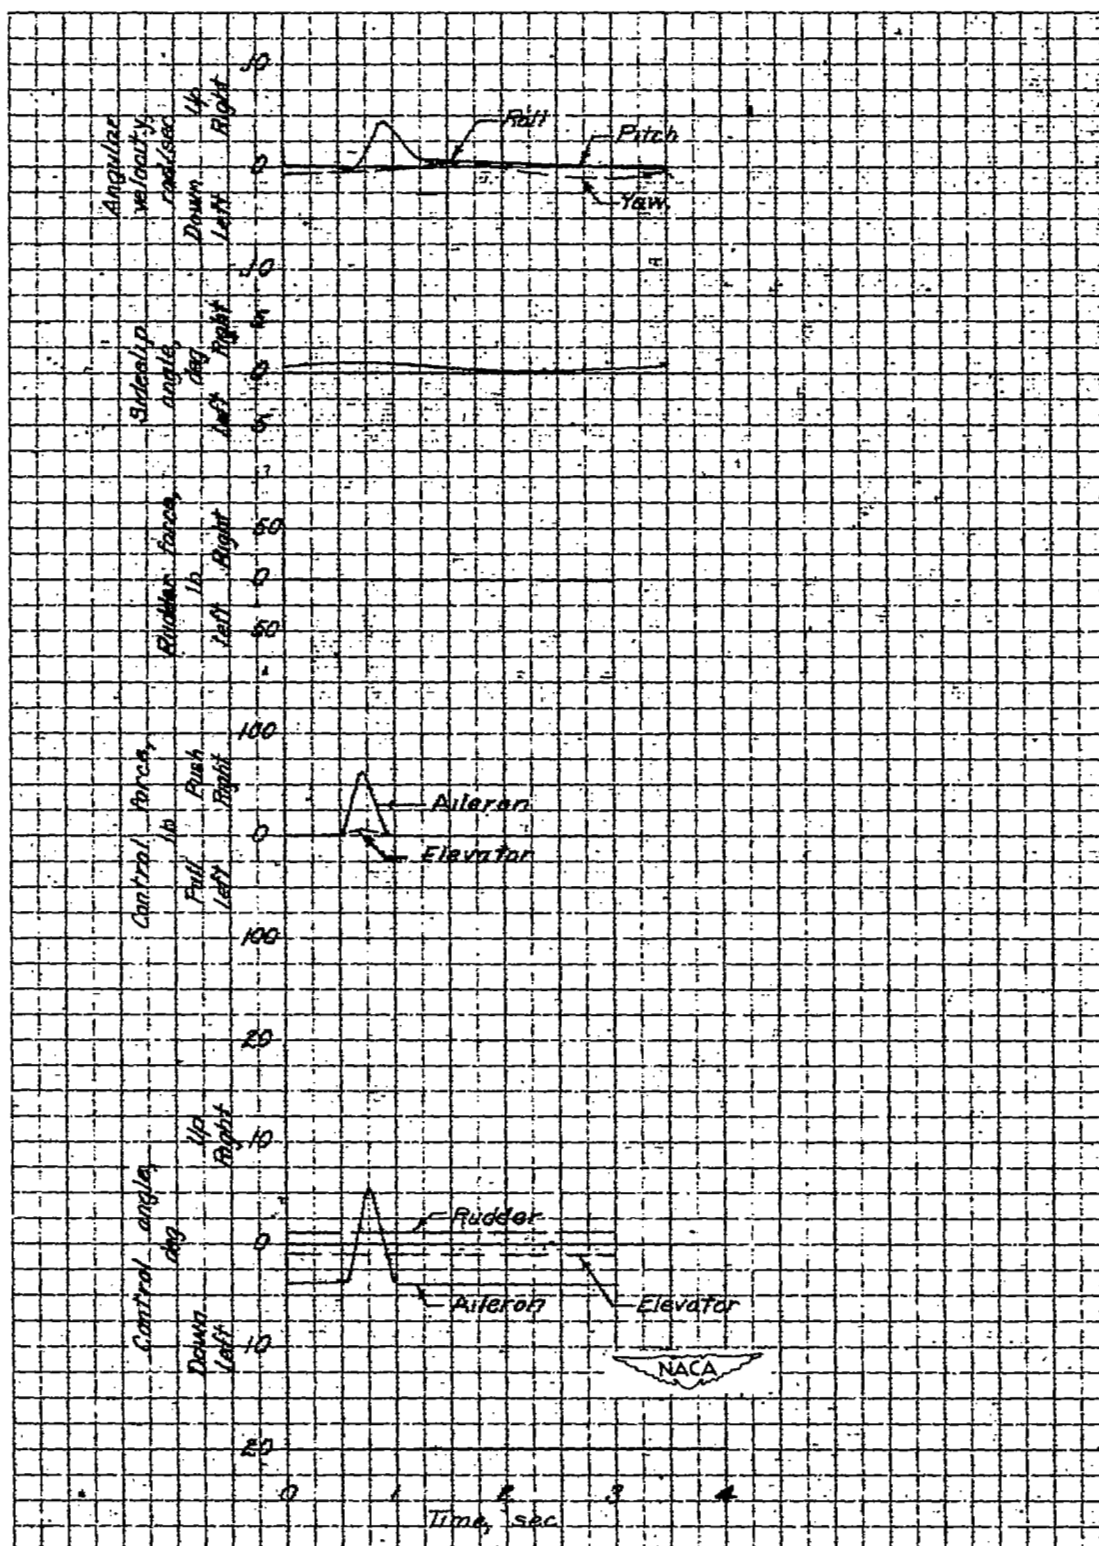 Angular velocity, radians/sec
Down Up
Left Right
10
0
10
Roll
Pitch
Yaw
Sideslip angle, deg
Left Right
5
0
5
Rudder force, lb
Left Right
50
0
50
Control force, lb
Pull Push
Left Right
100
0
100
Aileron
Elevator
Control angle, deg
Down Up
Left Right
20
10
0
10
20
Rudder
Aileron
Elevator
NACA
0 1 2 3 4
Time, sec